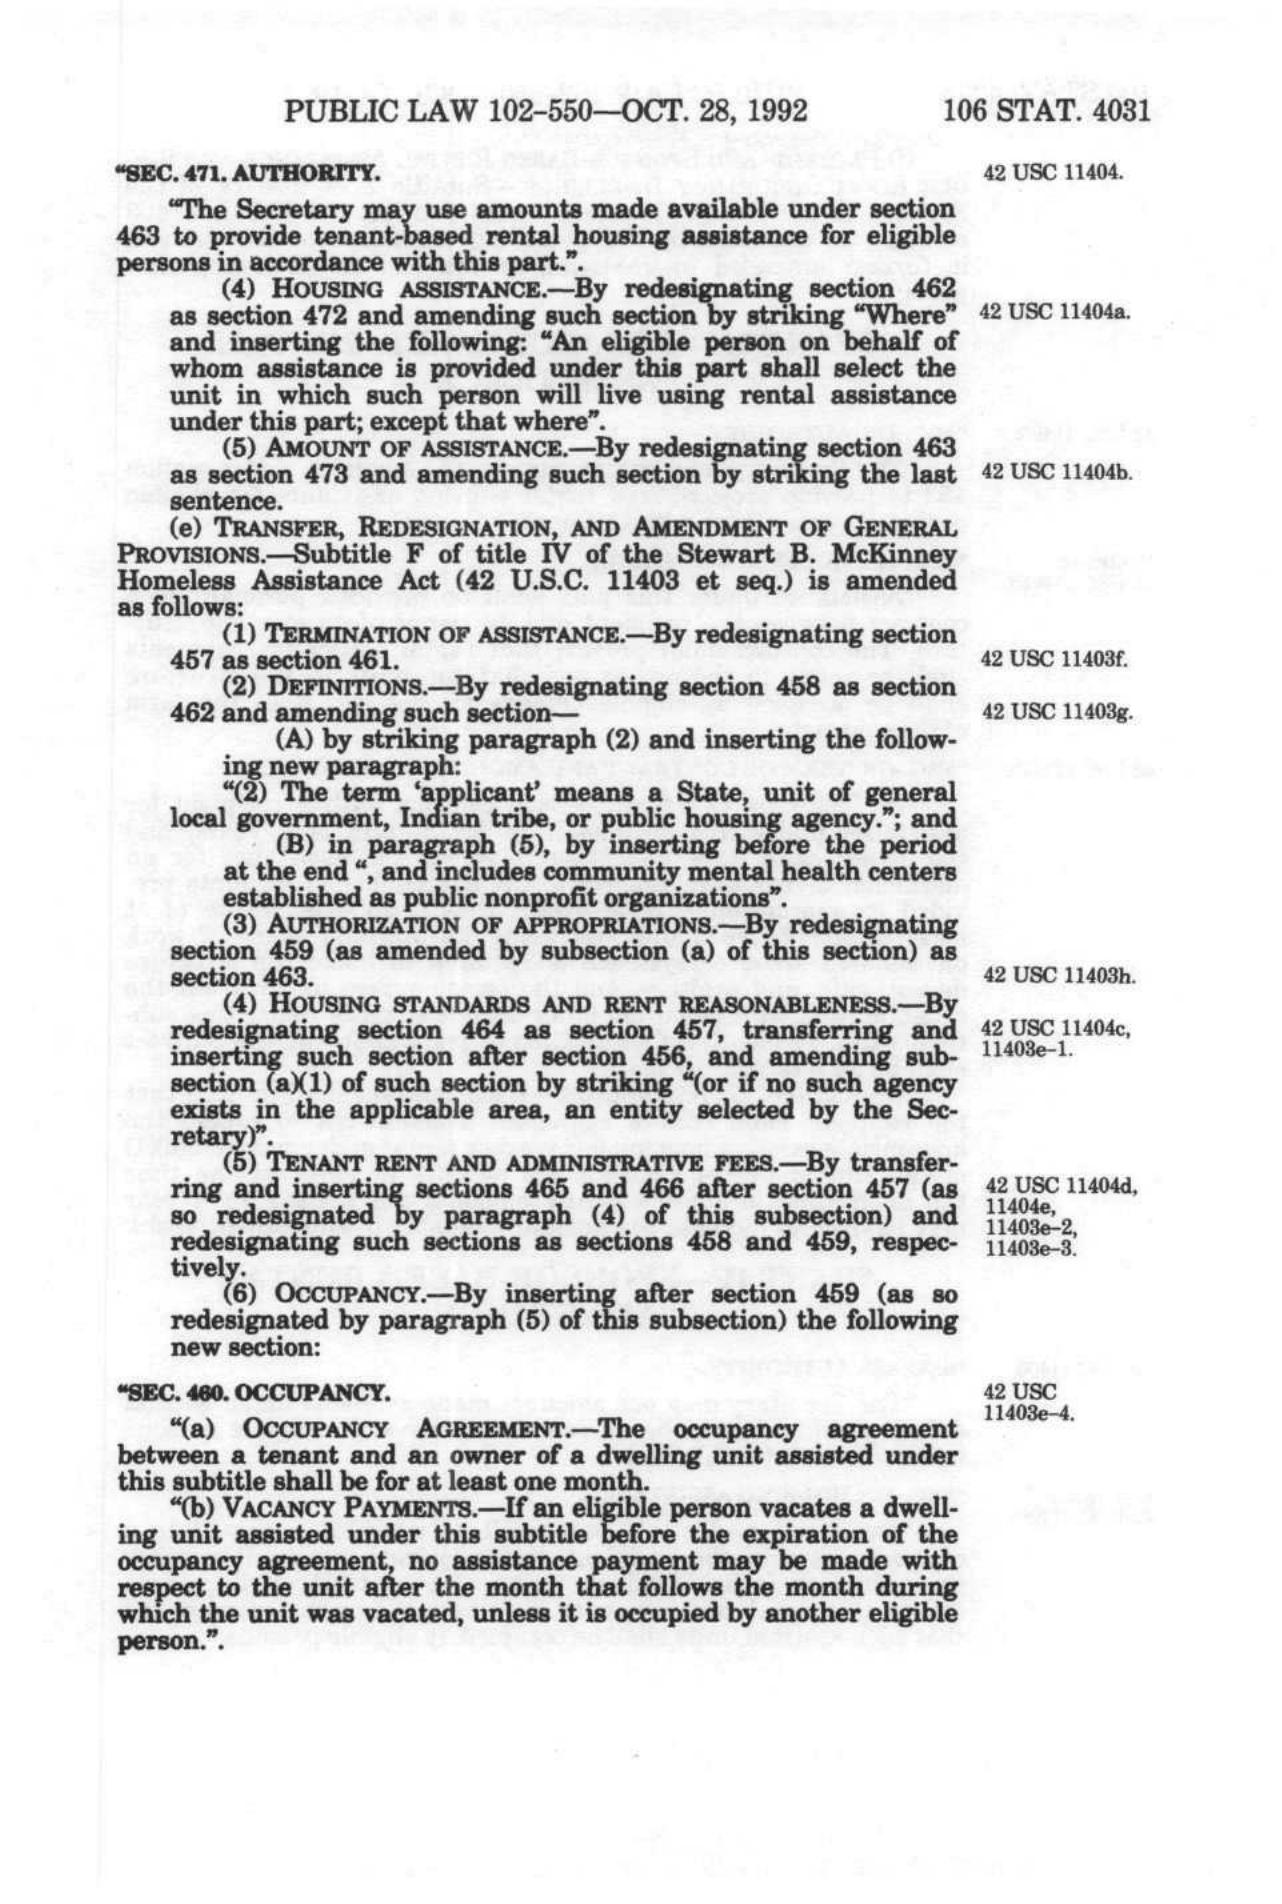 PUBLIC LAW 102-550—OCT. 28, 1992 106 STAT. 4031
“SEC. 471. AUTHORITY. 42 USC 11404.
“The Secretary may use amounts made available under section
463 to provide tenant-based rental housing assistance for eligible
persons in accordance with this part.”.
(4) HOUSING ASSISTANCE.—By redesignating section 462
as section 472 and amending such section by striking “Where” 42 USC 11404a.
and inserting the following: “An eligible person on behalf of
whom assistance is provided under this part shall select the
unit in which such person will live using rental assistance
under this part; except that where”.
(5) AMOUNT OF ASSISTANCE.—By redesignating section 463
as section 473 and amending such section by striking the last 42 USC 11404b.
sentence.
(e) TRANSFER, REDESIGNATION, AND AMENDMENT OF GENERAL
PROVISIONS.—Subtitle F of title IV of the Stewart B. McKinney
Homeless Assistance Act (42 U.S.C. 11403 et seq.) is amended
as follows:
(1) TERMINATION OF ASSISTANCE.—By redesignating section
457 as section 461. 42 USC 11403f.
(2) DEFINITIONS.—By redesignating section 458 as section
462 and amending such section— 42 USC 11403g.
(A) by striking paragraph (2) and inserting the follow-
ing new paragraph:
“(2) The term ‘applicant’ means a State, unit of general
local government, Indian tribe, or public housing agency.”; and
(B) in paragraph (5), by inserting before the period
at the end “, and includes community mental health centers
established as public nonprofit organizations”.
(3) AUTHORIZATION OF APPROPRIATIONS.—By redesignating
section 459 (as amended by subsection (a) of this section) as
section 463. 42 USC 11403h.
(4) HOUSING STANDARDS AND RENT REASONABLENESS.—By
redesignating section 464 as section 457, transferring and 42 USC 11404c,
inserting such section after section 456, and amending sub- 11403e-1.
section (a)(1) of such section by striking “(or if no such agency
exists in the applicable area, an entity selected by the Sec-
retary)”.
(5) TENANT RENT AND ADMINISTRATIVE FEES.—By transfer-
ring and inserting sections 465 and 466 after section 457 (as 42 USC 11404d,
so redesignated by paragraph (4) of this subsection) and 11404e,
11403e-2,
redesignating such sections as sections 458 and 459, respec- 11403e-3.
tively.
(6) OCCUPANCY.—By inserting after section 459 (as so
redesignated by paragraph (5) of this subsection) the following
new section:
“SEC. 460. OCCUPANCY. 42 USC
11403e-4.
“(a) OCCUPANCY AGREEMENT.—The occupancy agreement
between a tenant and an owner of a dwelling unit assisted under
this subtitle shall be for at least one month.
“(b) VACANCY PAYMENTS.—If an eligible person vacates a dwell-
ing unit assisted under this subtitle before the expiration of the
occupancy agreement, no assistance payment may be made with
respect to the unit after the month that follows the month during
which the unit was vacated, unless it is occupied by another eligible
person.”.